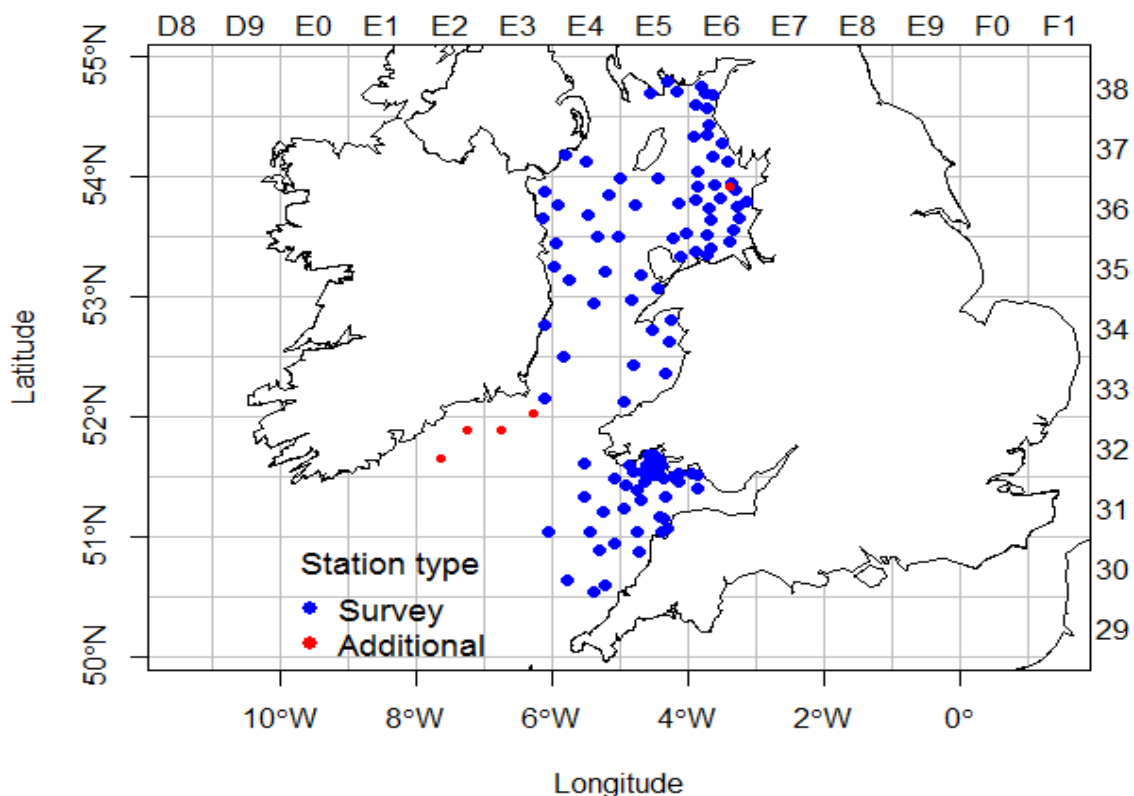 D8 D9 E0 E1 E2 E3 E4 E5 E6 E7 E8 E9 F0 F1
55°N
54°N
53°N
52°N
51°N
50°N
Latitude
38
37
36
35
34
33
32
31
30
29
Station type
Survey
Additional
10°W 8°W 6°W 4°W 2°W 0°
Longitude